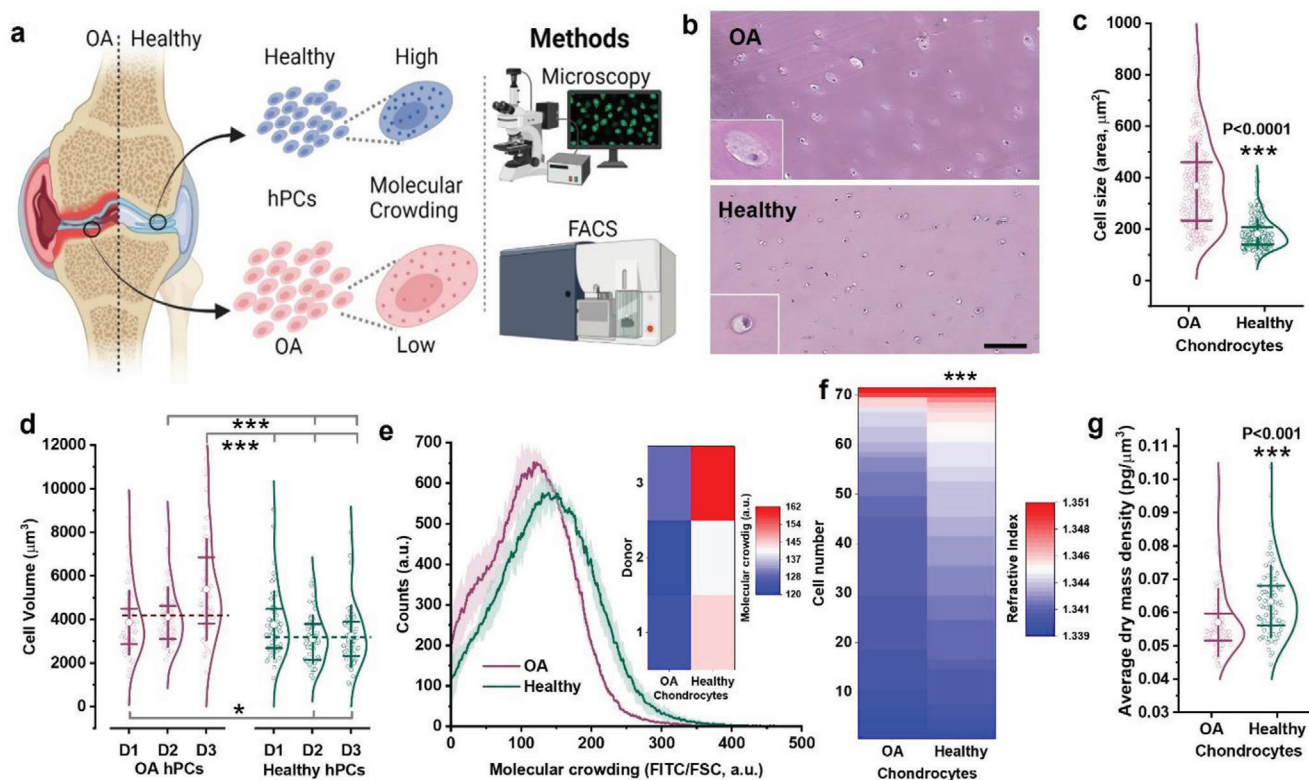 a
OA
Healthy
Healthy
High
hPCs
Molecular
Crowding
OA
Low
Methods
Microscopy
FACS
b
OA
Healthy
c
Cell size (area, μm²)
1000
800
600
400
200
0
P<0.0001
***
OA
Healthy
Chondrocytes
d
Cell Volume (μm³)
12000
10000
8000
6000
4000
2000
0
***
***
*
D1 D2 D3
OA hPCs
D1 D2 D3
Healthy hPCs
e
Counts (a.u.)
700
600
500
400
300
200
100
0
OA
Healthy
0 100 200 300 400 500
Molecular crowding (FITC/FSC, a.u.)
Donor
3
2
1
OA Healthy
Chondrocytes
Molecular crowdig (a.u.)
162
154
145
137
128
120
f
***
Cell number
70
60
50
40
30
20
10
OA
Healthy
Chondrocytes
Refractive Index
1.351
1.349
1.346
1.344
1.341
1.339
g
Average dry mass density (pg/μm³)
0.11
0.10
0.09
0.08
0.07
0.06
0.05
0.04
0.03
P<0.001
***
OA
Healthy
Chondrocytes